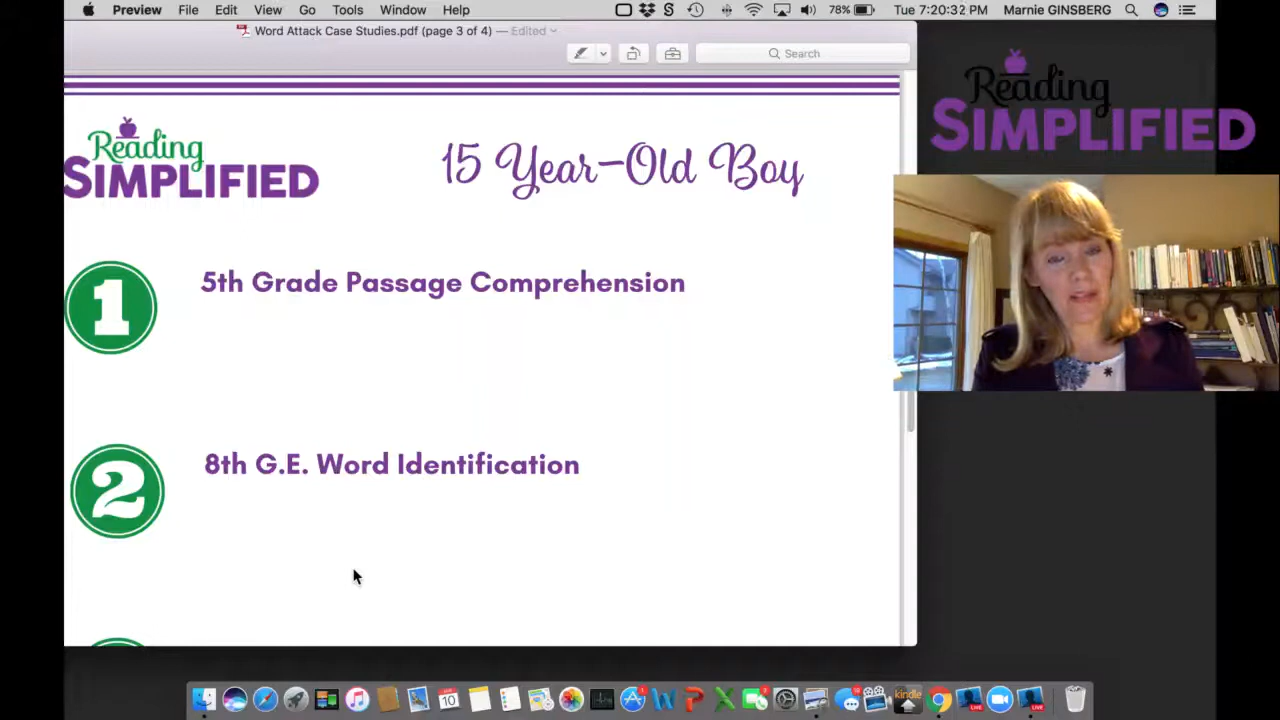 Preview File Edit View Go Tools Window Help 78% Tue 7:20:32 PM Marnie GINSBERG
Word Attack Case Studies.pdf (page 3 of 4) — Edited
Search
Reading
SIMPLIFIED
Reading
SIMPLIFIED
15 Year-Old Boy
1
5th Grade Passage Comprehension
2
8th G.E. Word Identification